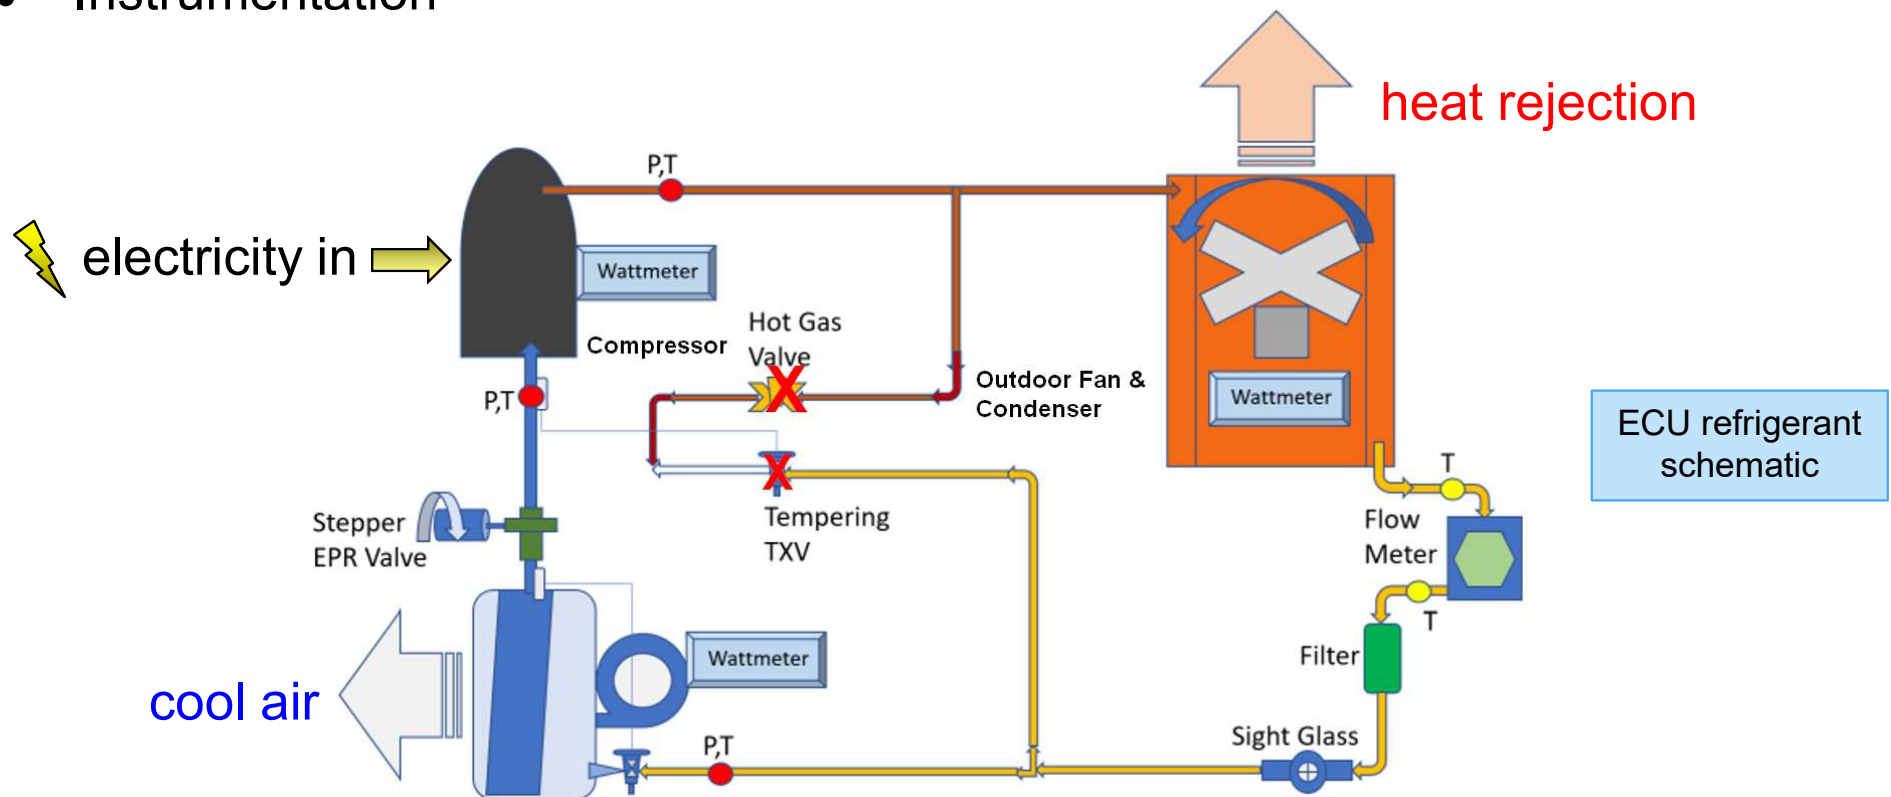 Instrumentation
heat rejection
P,T
electricity in
Wattmeter
Hot Gas
Valve
Compressor
Outdoor Fan &
Condenser
Wattmeter
P,T
ECU refrigerant
schematic
T
Stepper
EPR Valve
Tempering
TXV
Flow
Meter
T
Filter
Wattmeter
cool air
P,T
Sight Glass